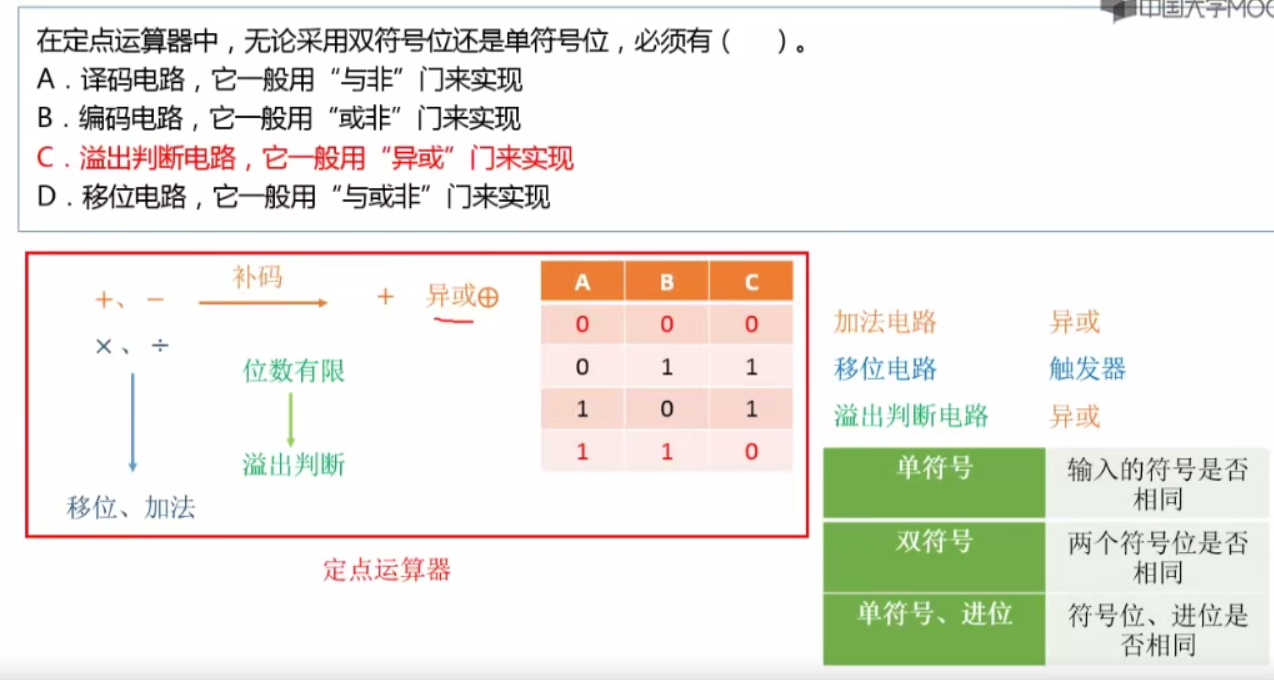 中国大学MOO
在定点运算器中，无论采用双符号位还是单符号位，必须有（　　）。
A．译码电路，它一般用“与非”门来实现
B．编码电路，它一般用“或非”门来实现
C．溢出判断电路，它一般用“异或”门来实现
D．移位电路，它一般用“与或非”门来实现
+、－ 补码 + 异或⊕
×、÷
位数有限
溢出判断
移位、加法
A B C
0 0 0
0 1 1
1 0 1
1 1 0
定点运算器
加法电路 异或
移位电路 触发器
溢出判断电路 异或
单符号 输入的符号是否
相同
双符号 两个符号位是否
相同
单符号、进位 符号位、进位是
否相同